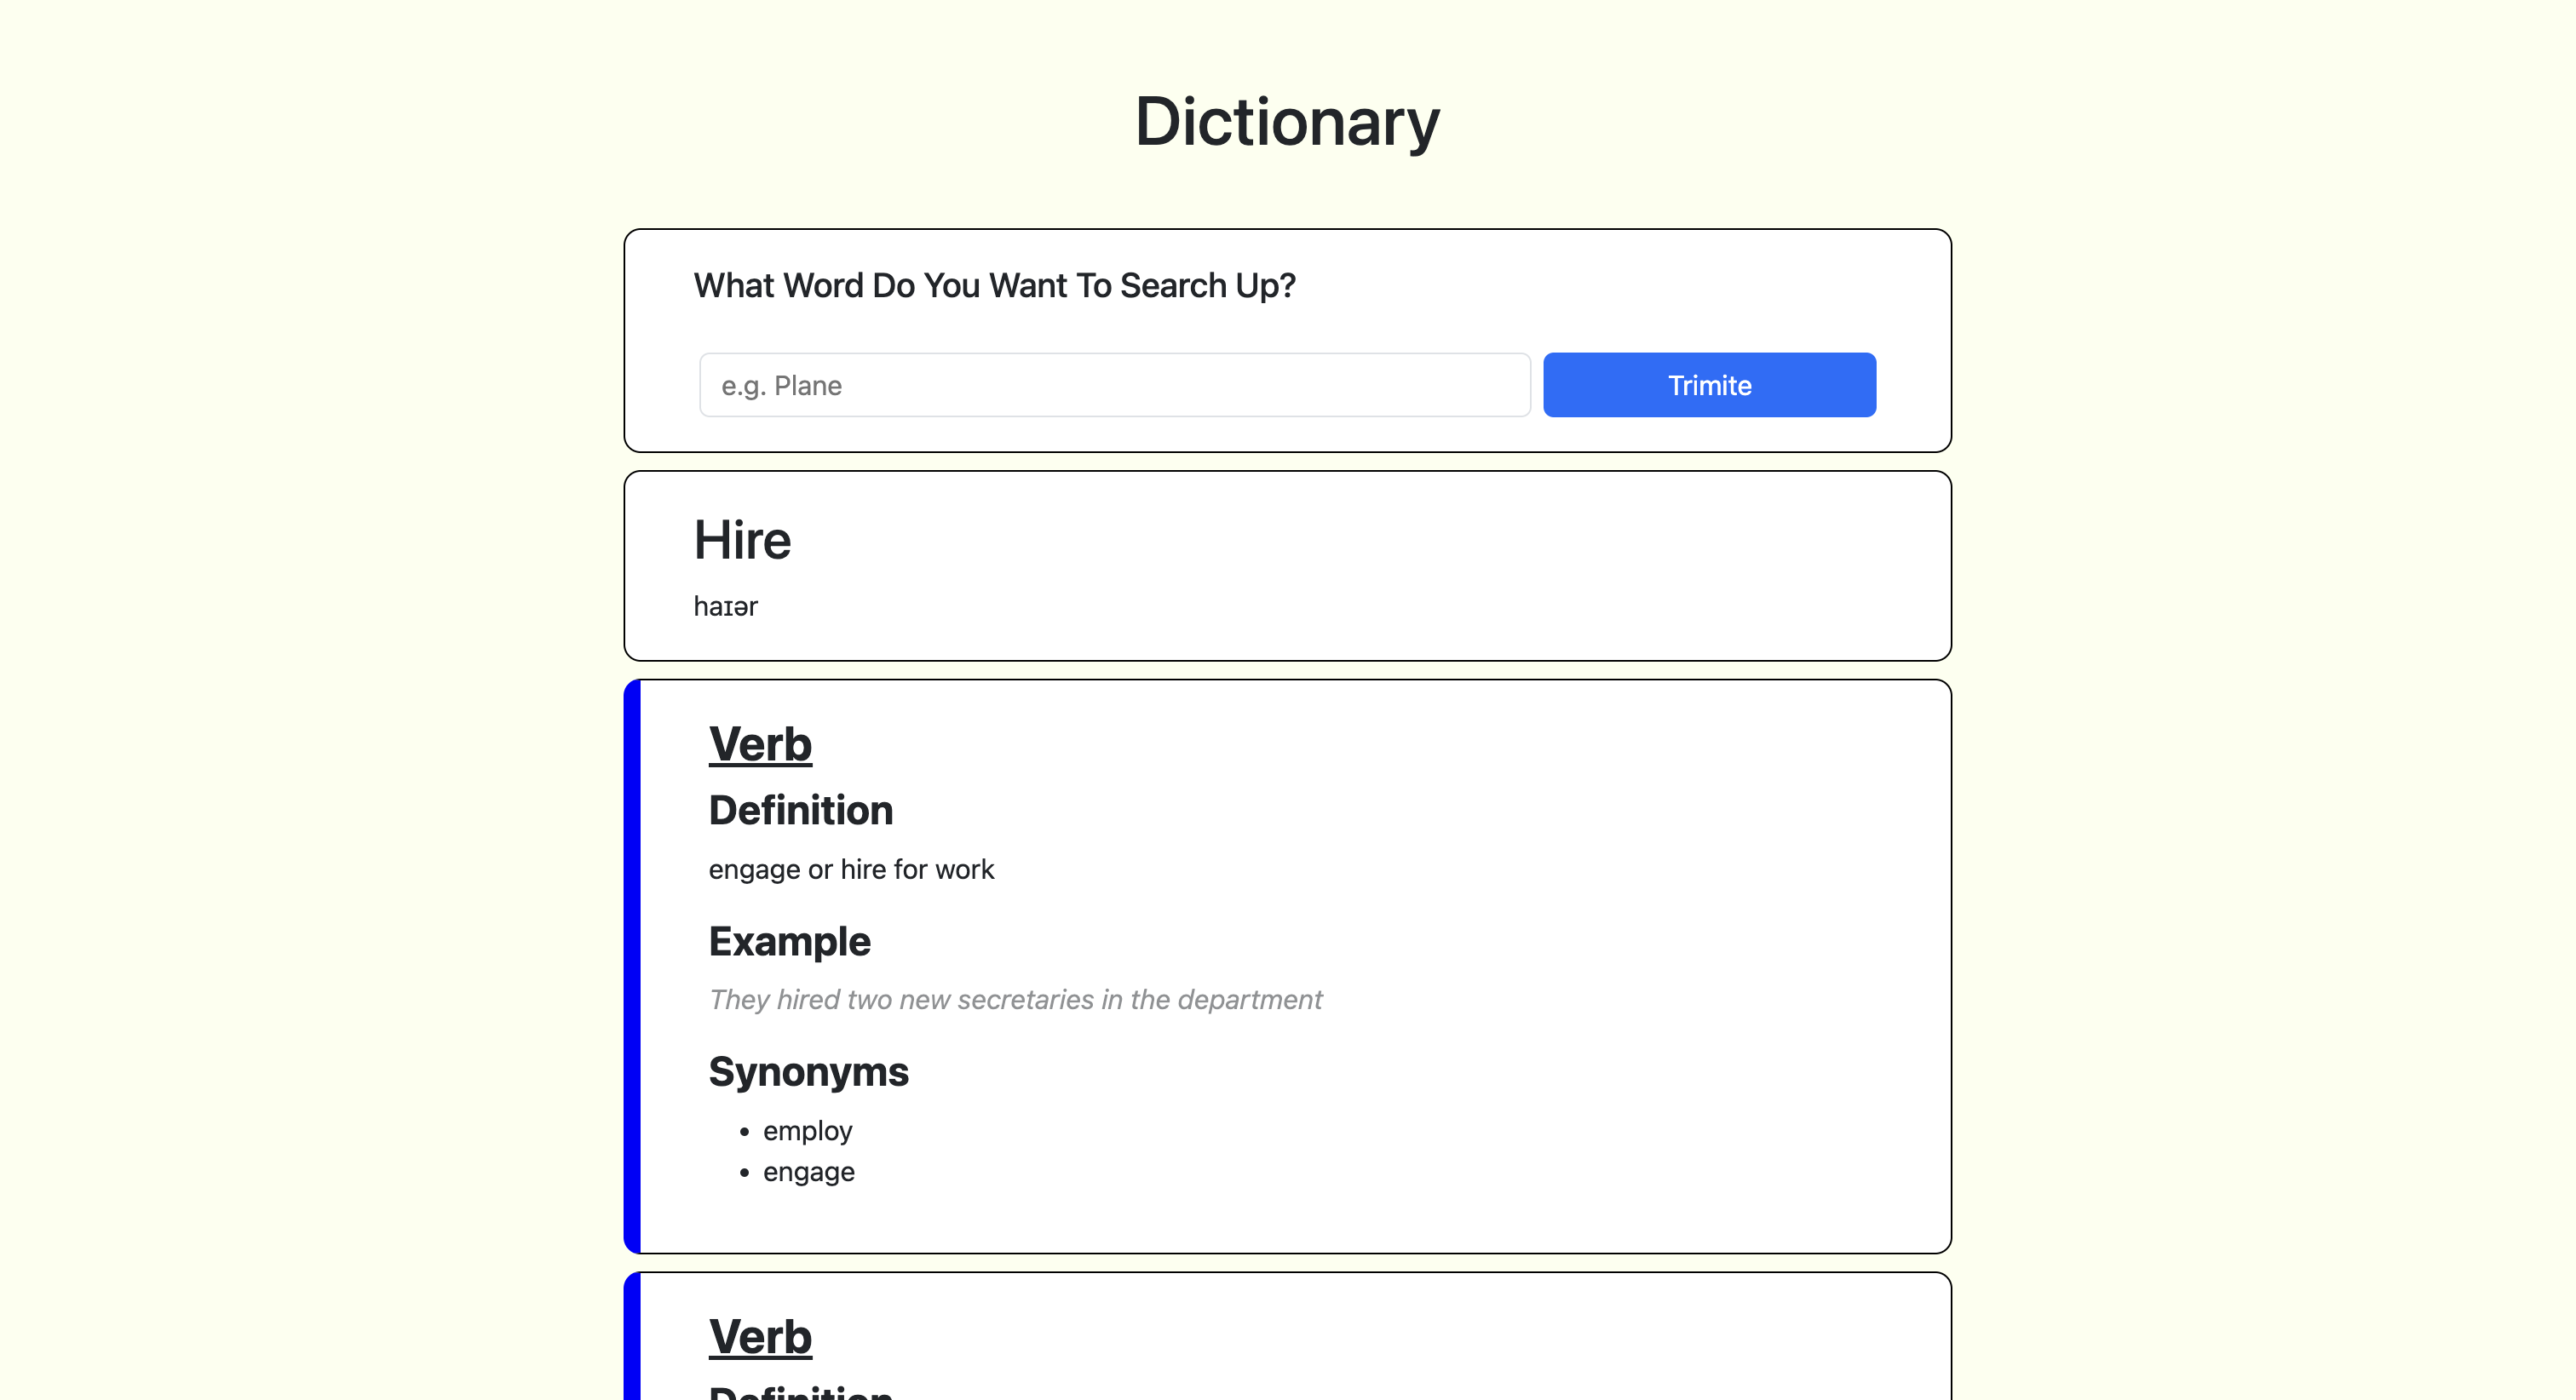 Dictionary
What Word Do You Want To Search Up?
e.g. Plane
Trimite
Hire
haɪər
Verb
Definition
engage or hire for work
Example
They hired two new secretaries in the department
Synonyms
• employ
• engage
Verb
Definition